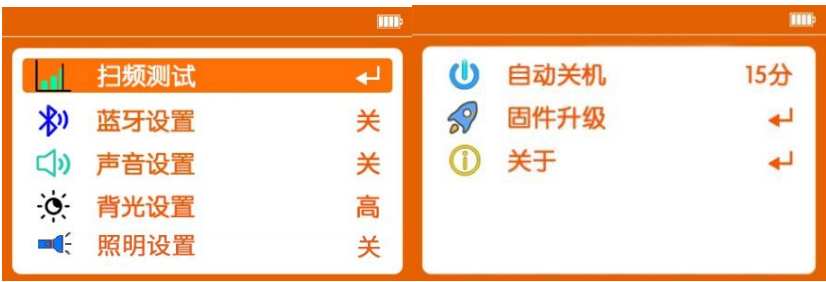 扫频测试
蓝牙设置 关
声音设置 关
背光设置 高
照明设置 关
自动关机 15分
固件升级
关于